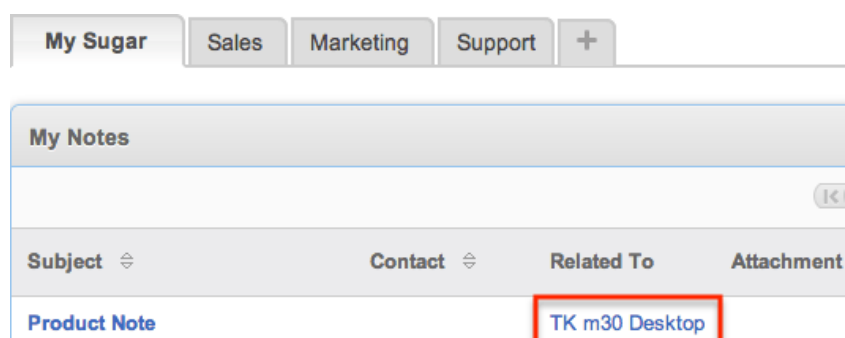 My Sugar Sales Marketing Support +
My Notes
Subject Contact Related To Attachment
Product Note TK m30 Desktop